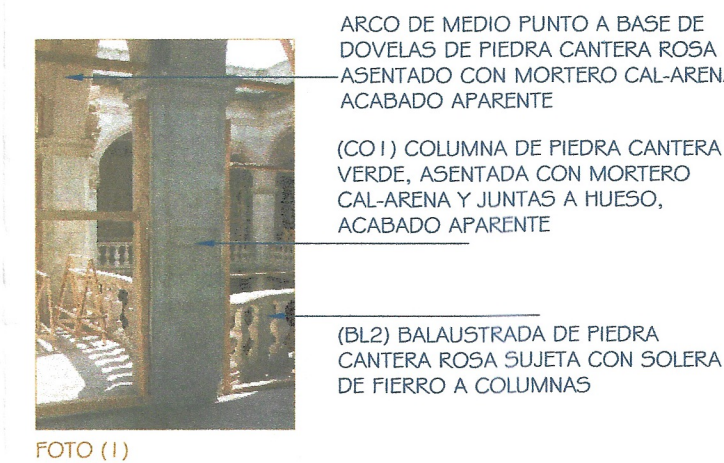 ARCO DE MEDIO PUNTO A BASE DE
DOVELAS DE PIEDRA CANTERA ROSA
ASENTADO CON MORTERO CAL-AREN
ACABADO APARENTE
(CO1) COLUMNA DE PIEDRA CANTERA
VERDE, ASENTADA CON MORTERO
CAL-ARENA Y JUNTAS A HUESO,
ACABADO APARENTE
(BL2) BALAUSTRADA DE PIEDRA
CANTERA ROSA SUJETA CON SOLERA
DE FIERRO A COLUMNAS
FOTO (1)